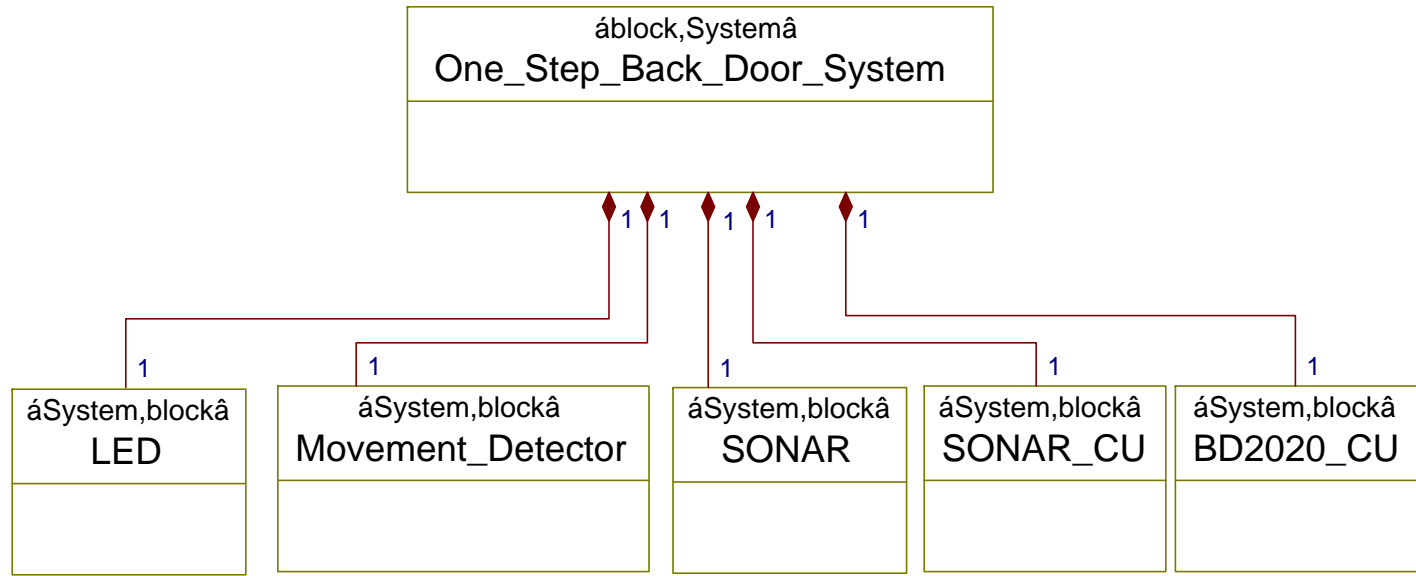 áblock,Systemâ
One_Step_Back_Door_System
1 1 1 1 1
1 1 1 1 1
áSystem,blockâ
LED
áSystem,blockâ
Movement_Detector
áSystem,blockâ
SONAR
áSystem,blockâ
SONAR_CU
áSystem,blockâ
BD2020_CU